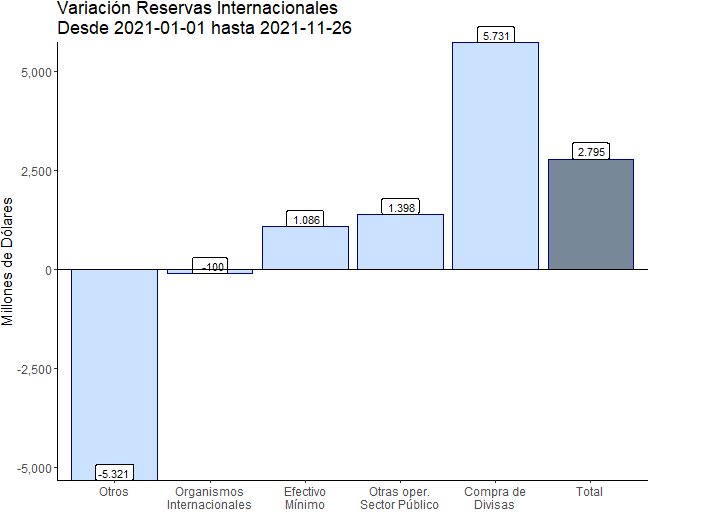 Variación Reservas Internacionales
Desde 2021-01-01 hasta 2021-11-26
Millones de Dólares
5,000
2,500
0
-2,500
-5,000
-5.321
-100
1.086
1.398
5.731
2.795
Otros
Organismos
Internacionales
Efectivo
Mínimo
Otras oper.
Sector Público
Compra de
Divisas
Total